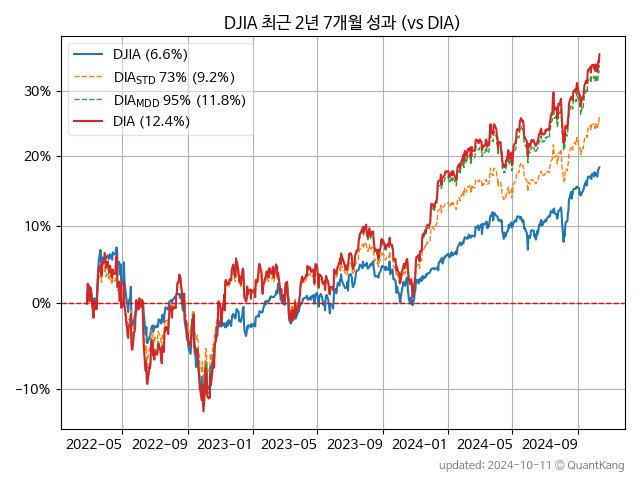 DJIA 최근 2년 7개월 성과 (vs DIA)
DJIA (6.6%)
DIASTD 73% (9.2%)
DIAMDD 95% (11.8%)
DIA (12.4%)
30%
20%
10%
0%
−10%
2022-05 2022-09 2023-01 2023-05 2023-09 2024-01 2024-05 2024-09
updated: 2024-10-11 © QuantKang